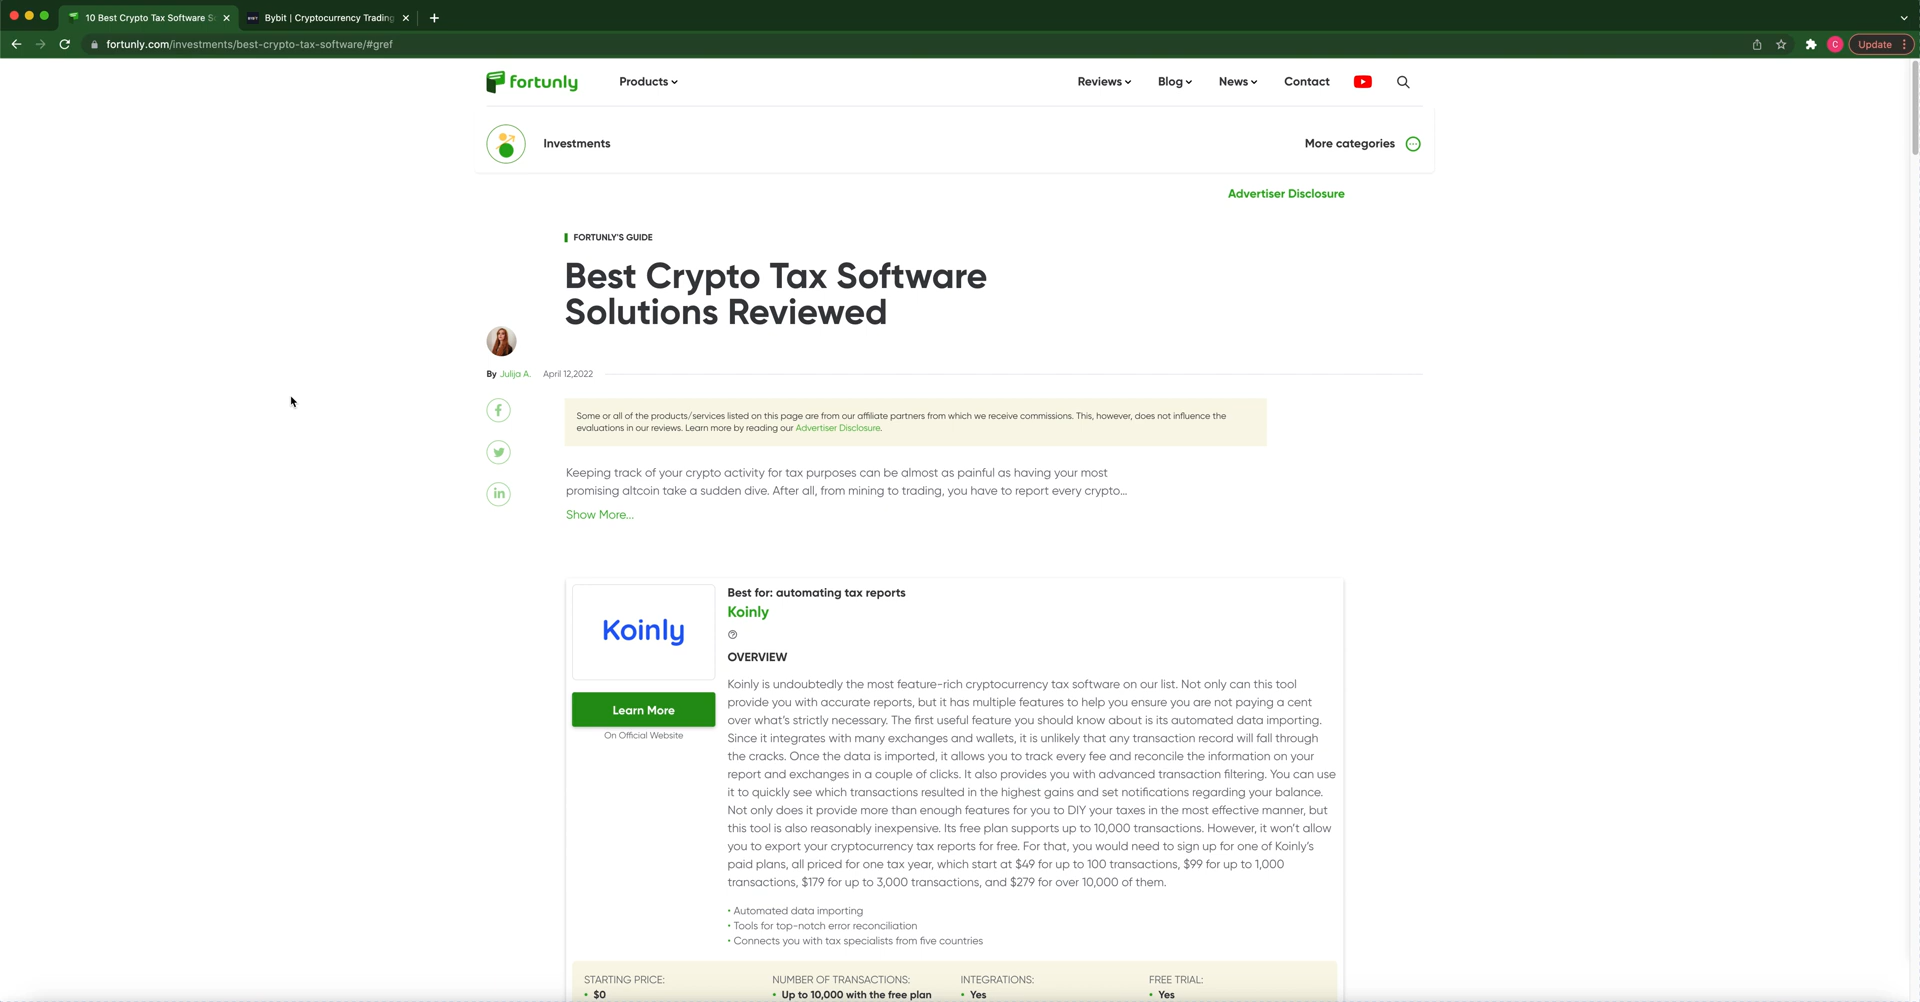 10 Best Crypto Tax Software S
Bybit | Cryptocurrency Trading
fortunly.com/investments/best-crypto-tax-software/#gref
C
Update
fortunly
Products
Reviews
Blog
News
Contact
Investments
More categories
Advertiser Disclosure
FORTUNLY'S GUIDE
Best Crypto Tax Software
Solutions Reviewed
By Julija A. April 12,2022
Some or all of the products/services listed on this page are from our affiliate partners from which we receive commissions. This, however, does not influence the
evaluations in our reviews. Learn more by reading our Advertiser Disclosure.
Keeping track of your crypto activity for tax purposes can be almost as painful as having your most
promising altcoin take a sudden dive. After all, from mining to trading, you have to report every crypto...
Show More...
Koinly
Learn More
On Official Website
Best for: automating tax reports
Koinly
OVERVIEW
Koinly is undoubtedly the most feature-rich cryptocurrency tax software on our list. Not only can this tool
provide you with accurate reports, but it has multiple features to help you ensure you are not paying a cent
over what's strictly necessary. The first useful feature you should know about is its automated data importing.
Since it integrates with many exchanges and wallets, it is unlikely that any transaction record will fall through
the cracks. Once the data is imported, it allows you to track every fee and reconcile the information on your
report and exchanges in a couple of clicks. It also provides you with advanced transaction filtering. You can use
it to quickly see which transactions resulted in the highest gains and set notifications regarding your balance.
Not only does it provide more than enough features for you to DIY your taxes in the most effective manner, but
this tool is also reasonably inexpensive. Its free plan supports up to 10,000 transactions. However, it won't allow
you to export your cryptocurrency tax reports for free. For that, you would need to sign up for one of Koinly's
paid plans, all priced for one tax year, which start at $49 for up to 100 transactions, $99 for up to 1,000
transactions, $179 for up to 3,000 transactions, and $279 for over 10,000 of them.
• Automated data importing
• Tools for top-notch error reconciliation
• Connects you with tax specialists from five countries
STARTING PRICE:
• $0
NUMBER OF TRANSACTIONS:
• Up to 10,000 with the free plan
INTEGRATIONS:
• Yes
FREE TRIAL:
• Yes